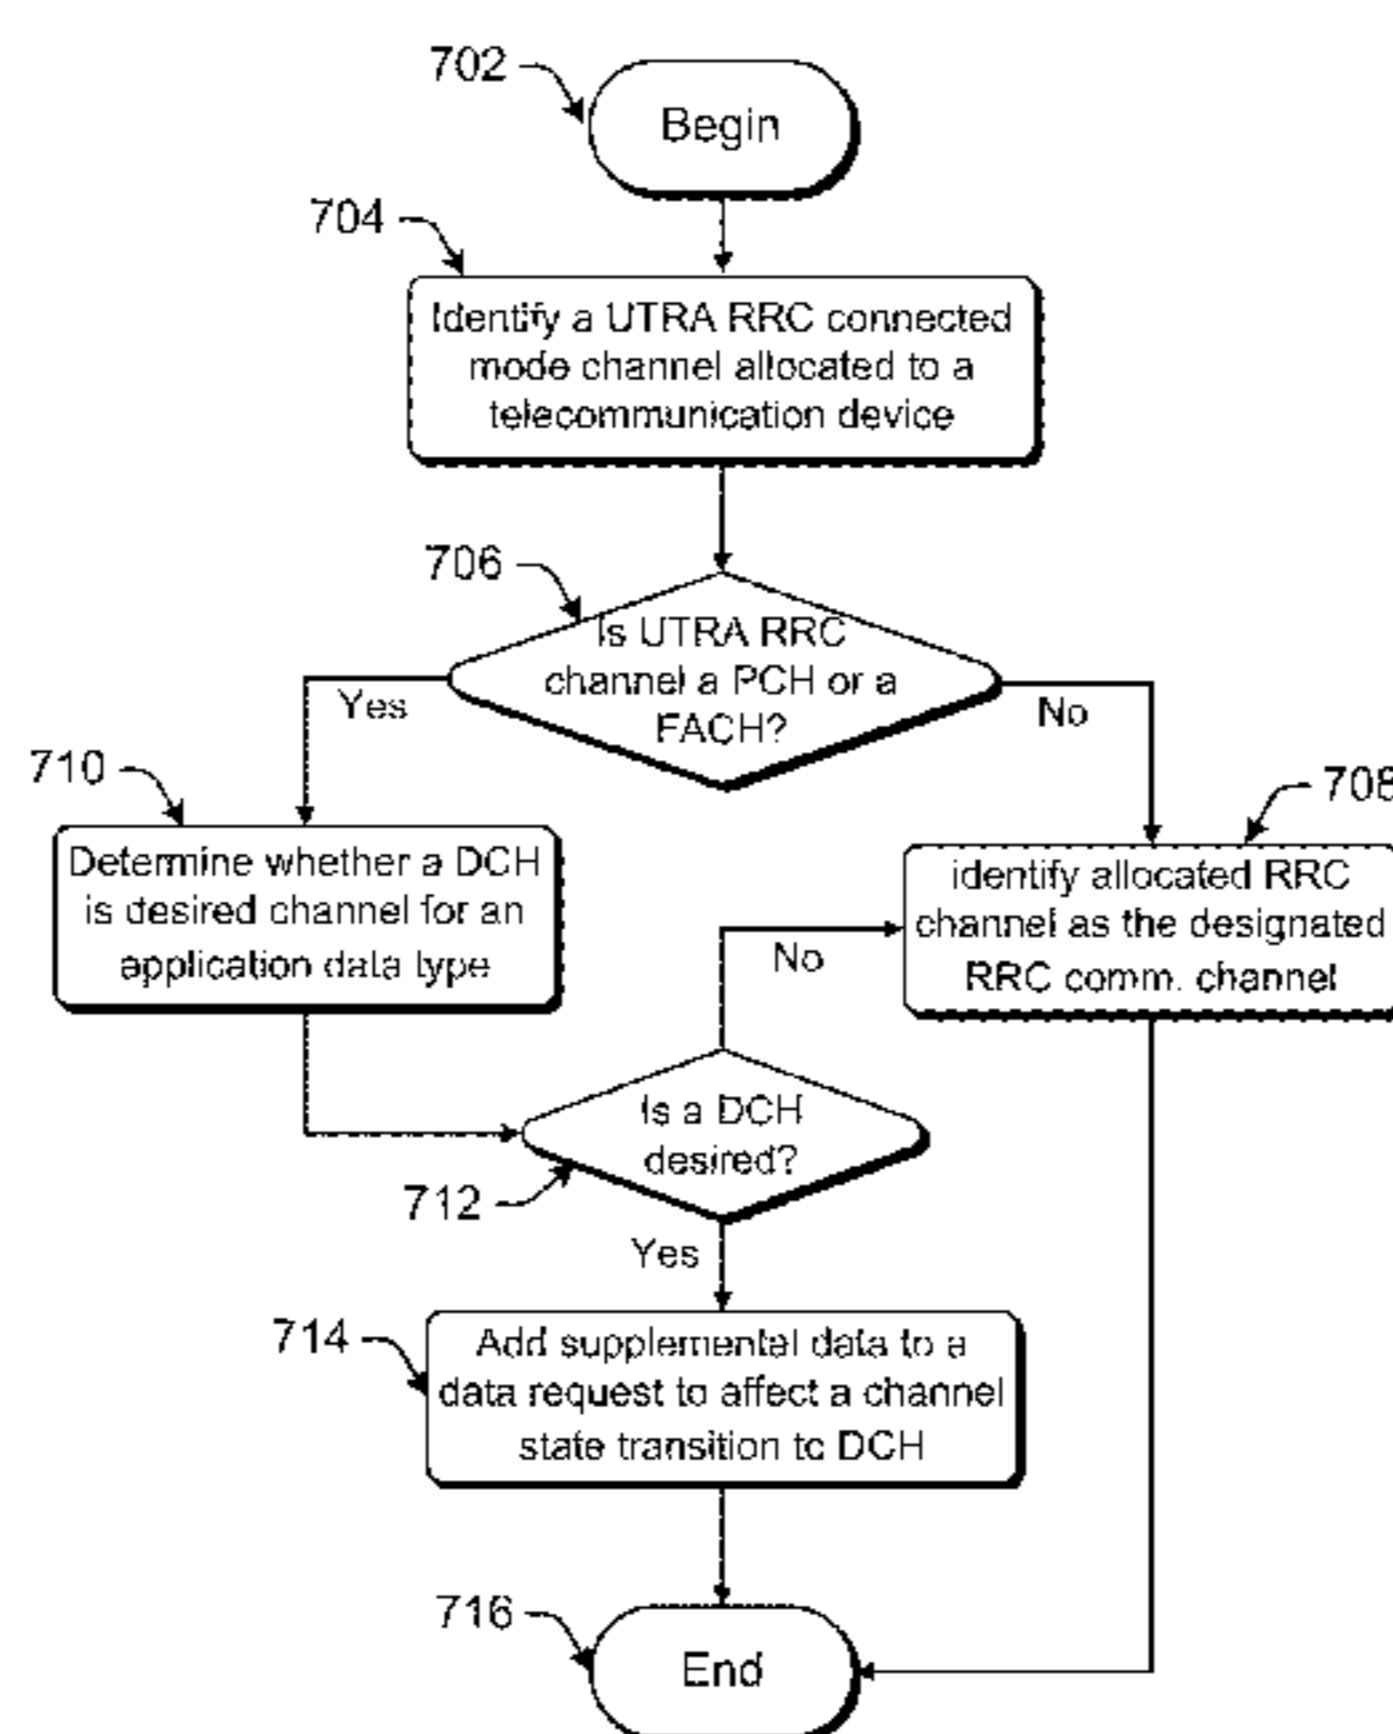 702
Begin
704
Identify a UTRA RRC connected
mode channel allocated to a
telecommunication device
706
Is UTRA RRC
channel a PCH or a
FACH?
Yes
No
710
708
Determine whether a DCH
is desired channel for an
application data type
identify allocated RRC
channel as the designated
RRC comm. channel
No
Is a DCH
desired?
712
Yes
714
Add supplemental data to a
data request to affect a channel
state transition to DCH
716
End